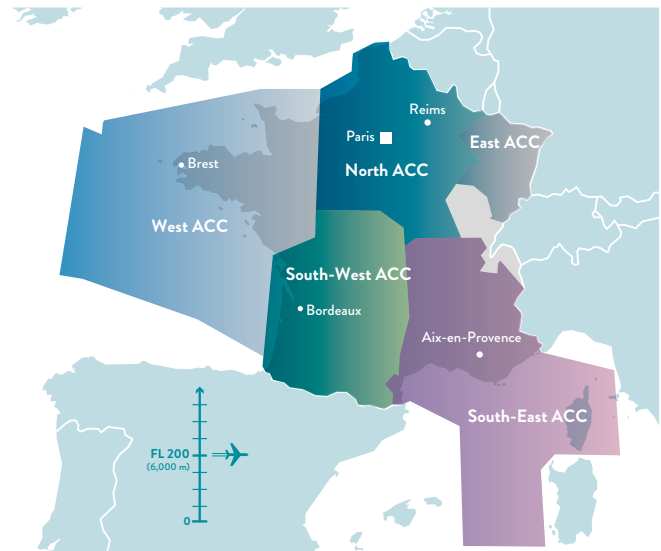 Reims
Paris
East ACC
Brest
North ACC
West ACC
South-West ACC
Bordeaux
Aix-en-Provence
South-East ACC
FL 200
(6,000 m)
0